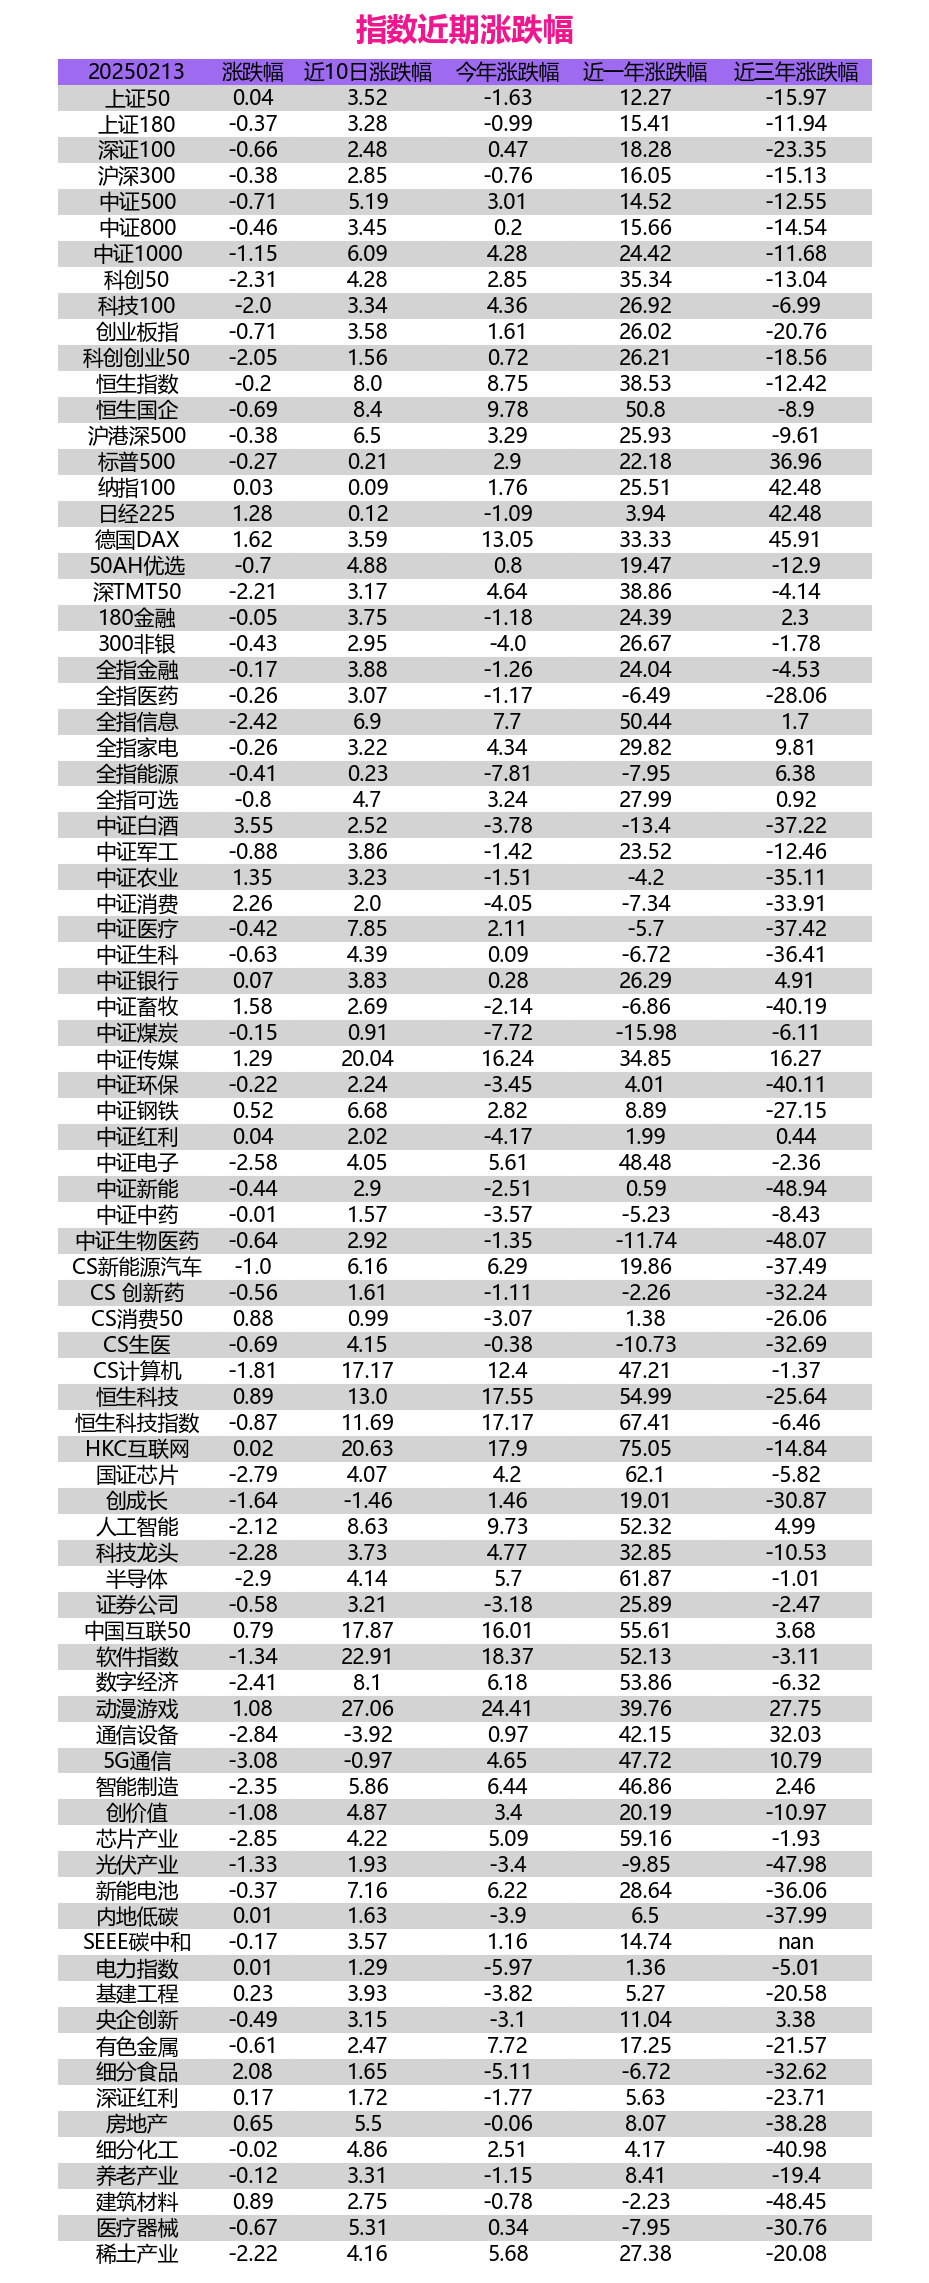 指数近期涨跌幅
20250213 涨跌幅 近10日涨跌幅 今年涨跌幅 近一年涨跌幅 近三年涨跌幅
上证50 0.04 3.52 -1.63 12.27 -15.97
上证180 -0.37 3.28 -0.99 15.41 -11.94
深证100 -0.66 2.48 0.47 18.28 -23.35
沪深300 -0.38 2.85 -0.76 16.05 -15.13
中证500 -0.71 5.19 3.01 14.52 -12.55
中证800 -0.46 3.45 0.2 15.66 -14.54
中证1000 -1.15 6.09 4.28 24.42 -11.68
科创50 -2.31 4.28 2.85 35.34 -13.04
科技100 -2.0 3.34 4.36 26.92 -6.99
创业板指 -0.71 3.58 1.61 26.02 -20.76
科创创业50 -2.05 1.56 0.72 26.21 -18.56
恒生指数 -0.2 8.0 8.75 38.53 -12.42
恒生国企 -0.69 8.4 9.78 50.8 -8.9
沪港深500 -0.38 6.5 3.29 25.93 -9.61
标普500 -0.27 0.21 2.9 22.18 36.96
纳指100 0.03 0.09 1.76 25.51 42.48
日经225 1.28 0.12 -1.09 3.94 42.48
德国DAX 1.62 3.59 13.05 33.33 45.91
50AH优选 -0.7 4.88 0.8 19.47 -12.9
深TMT50 -2.21 3.17 4.64 38.86 -4.14
180金融 -0.05 3.75 -1.18 24.39 2.3
300非银 -0.43 2.95 -4.0 26.67 -1.78
全指金融 -0.17 3.88 -1.26 24.04 -4.53
全指医药 -0.26 3.07 -1.17 -6.49 -28.06
全指信息 -2.42 6.9 7.7 50.44 1.7
全指家电 -0.26 3.22 4.34 29.82 9.81
全指能源 -0.41 0.23 -7.81 -7.95 6.38
全指可选 -0.8 4.7 3.24 27.99 0.92
中证白酒 3.55 2.52 -3.78 -13.4 -37.22
中证军工 -0.88 3.86 -1.42 23.52 -12.46
中证农业 1.35 3.23 -1.51 -4.2 -35.11
中证消费 2.26 2.0 -4.05 -7.34 -33.91
中证医疗 -0.42 7.85 2.11 -5.7 -37.42
中证生科 -0.63 4.39 0.09 -6.72 -36.41
中证银行 0.07 3.83 0.28 26.29 4.91
中证畜牧 1.58 2.69 -2.14 -6.86 -40.19
中证煤炭 -0.15 0.91 -7.72 -15.98 -6.11
中证传媒 1.29 20.04 16.24 34.85 16.27
中证环保 -0.22 2.24 -3.45 4.01 -40.11
中证钢铁 0.52 6.68 2.82 8.89 -27.15
中证红利 0.04 2.02 -4.17 1.99 0.44
中证电子 -2.58 4.05 5.61 48.48 -2.36
中证新能 -0.44 2.9 -2.51 0.59 -48.94
中证中药 -0.01 1.57 -3.57 -5.23 -8.43
中证生物医药 -0.64 2.92 -1.35 -11.74 -48.07
CS新能源汽车 -1.0 6.16 6.29 19.86 -37.49
CS 创新药 -0.56 1.61 -1.11 -2.26 -32.24
CS消费50 0.88 0.99 -3.07 1.38 -26.06
CS生医 -0.69 4.15 -0.38 -10.73 -32.69
CS计算机 -1.81 17.17 12.4 47.21 -1.37
恒生科技 0.89 13.0 17.55 54.99 -25.64
恒生科技指数 -0.87 11.69 17.17 67.41 -6.46
HKC互联网 0.02 20.63 17.9 75.05 -14.84
国证芯片 -2.79 4.07 4.2 62.1 -5.82
创成长 -1.64 -1.46 1.46 19.01 -30.87
人工智能 -2.12 8.63 9.73 52.32 4.99
科技龙头 -2.28 3.73 4.77 32.85 -10.53
半导体 -2.9 4.14 5.7 61.87 -1.01
证券公司 -0.58 3.21 -3.18 25.89 -2.47
中国互联50 0.79 17.87 16.01 55.61 3.68
软件指数 -1.34 22.91 18.37 52.13 -3.11
数字经济 -2.41 8.1 6.18 53.86 -6.32
动漫游戏 1.08 27.06 24.41 39.76 27.75
通信设备 -2.84 -3.92 0.97 42.15 32.03
5G通信 -3.08 -0.97 4.65 47.72 10.79
智能制造 -2.35 5.86 6.44 46.86 2.46
创价值 -1.08 4.87 3.4 20.19 -10.97
芯片产业 -2.85 4.22 5.09 59.16 -1.93
光伏产业 -1.33 1.93 -3.4 -9.85 -47.98
新能电池 -0.37 7.16 6.22 28.64 -36.06
内地低碳 0.01 1.63 -3.9 6.5 -37.99
SEEE碳中和 -0.17 3.57 1.16 14.74 nan
电力指数 0.01 1.29 -5.97 1.36 -5.01
基建工程 0.23 3.93 -3.82 5.27 -20.58
央企创新 -0.49 3.15 -3.1 11.04 3.38
有色金属 -0.61 2.47 7.72 17.25 -21.57
细分食品 2.08 1.65 -5.11 -6.72 -32.62
深证红利 0.17 1.72 -1.77 5.63 -23.71
房地产 0.65 5.5 -0.06 8.07 -38.28
细分化工 -0.02 4.86 2.51 4.17 -40.98
养老产业 -0.12 3.31 -1.15 8.41 -19.4
建筑材料 0.89 2.75 -0.78 -2.23 -48.45
医疗器械 -0.67 5.31 0.34 -7.95 -30.76
稀土产业 -2.22 4.16 5.68 27.38 -20.08